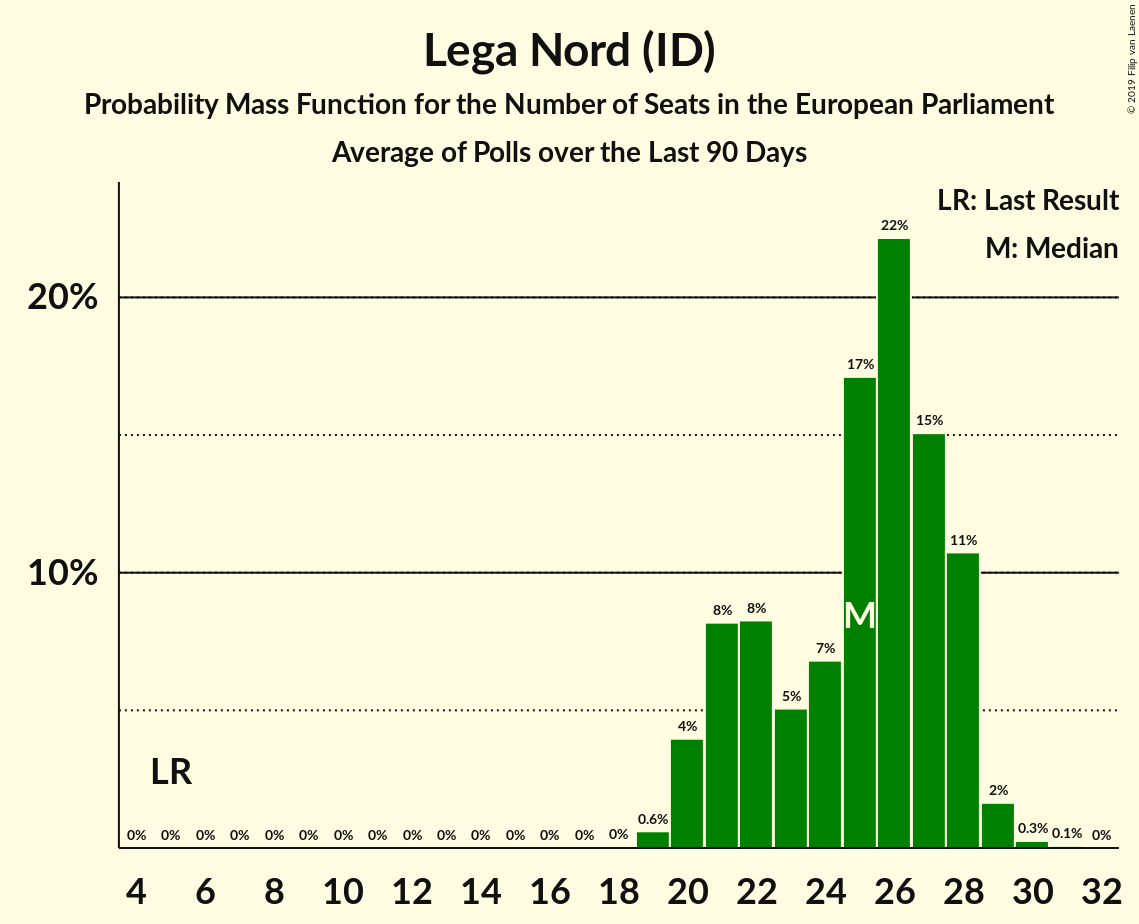 © 2019 Filip van Laenen
Lega Nord (ID)
Probability Mass Function for the Number of Seats in the European Parliament
Average of Polls over the Last 90 Days
LR: Last Result
M: Median
20%
10%
0% 0% 0% 0% 0% 0% 0% 0% 0% 0% 0% 0% 0% 0% 0% 0.6% 4% 8% 8% 5% 7% 17% 22% 15% 11% 2% 0.3% 0.1% 0%
M
LR
4 6 8 10 12 14 16 18 20 22 24 26 28 30 32